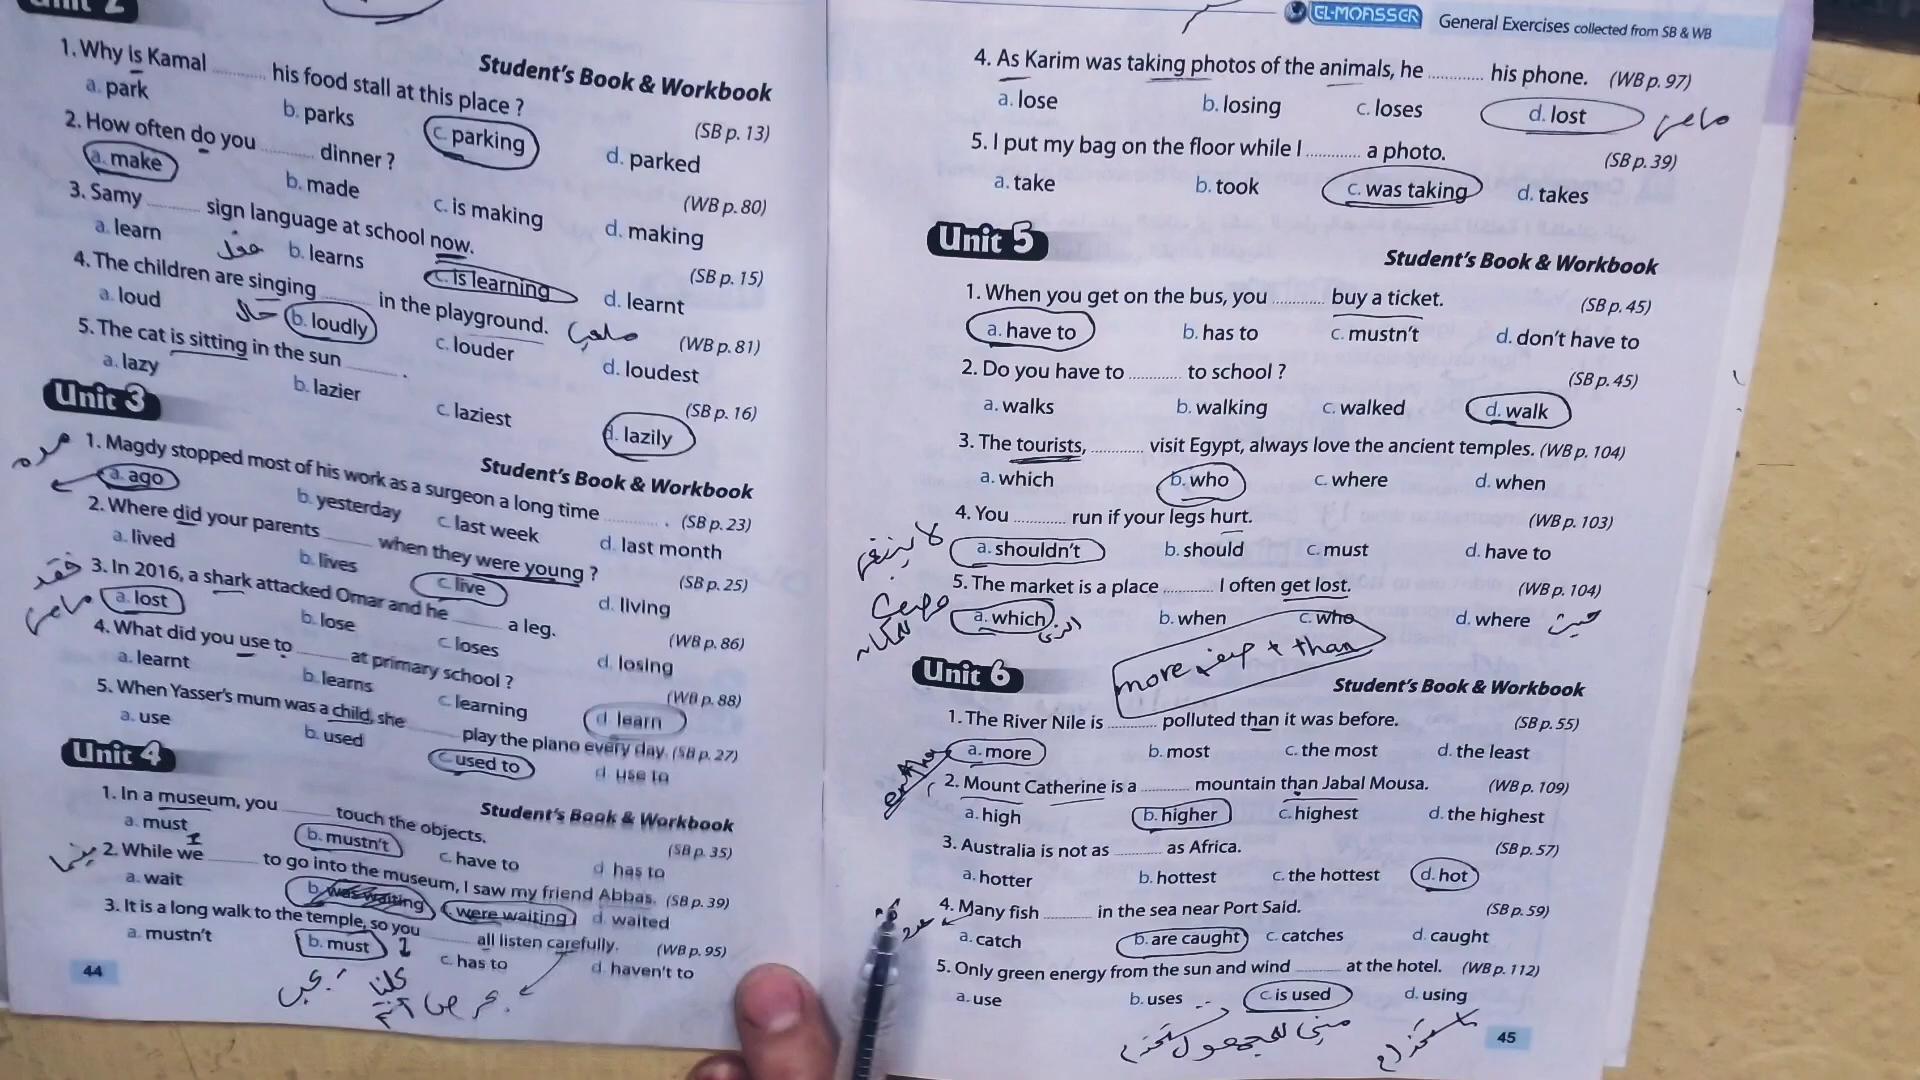 Unit 2
Student's Book & Workbook
1. Why is Kamal ............ his food stall at this place ? (SB p. 13)
a. park b. parks c. parking d. parked
2. How often do you ............ dinner ? (WB p. 80)
a. make b. made c. is making d. making
3. Samy ............ sign language at school now. (SB p. 15)
a. learn b. learns c. is learning d. learnt
4. The children are singing ............ in the playground. (WB p. 81)
a. loud b. loudly c. louder d. loudest
5. The cat is sitting in the sun ............ . (SB p. 16)
a. lazy b. lazier c. laziest d. lazily
Unit 3
Student's Book & Workbook
1. Magdy stopped most of his work as a surgeon a long time ............ . (SB p. 23)
a. ago b. yesterday c. last week d. last month
2. Where did your parents ............ when they were young ? (SB p. 25)
a. lived b. lives c. live d. living
3. In 2016, a shark attacked Omar and he ............ a leg. (WB p. 86)
a. lost b. lose c. loses d. losing
4. What did you use to ............ at primary school ? (WB p. 88)
a. learnt b. learns c. learning d. learn
5. When Yasser's mum was a child, she ............ play the piano every day. (SB p. 27)
a. use b. used c. used to d. use to
Unit 4
Student's Book & Workbook
1. In a museum, you ............ touch the objects. (SB p. 35)
a. must b. mustn't c. have to d. has to
2. While we ............ to go into the museum, I saw my friend Abbas. (SB p. 39)
a. wait b. was waiting c. were waiting d. waited
3. It is a long walk to the temple, so you ............ all listen carefully. (WB p. 95)
a. mustn't b. must c. has to d. haven't to
44
EL-MOASSER General Exercises collected from SB & WB
4. As Karim was taking photos of the animals, he ............ his phone. (WB p. 97)
a. lose b. losing c. loses d. lost
ماضي
5. I put my bag on the floor while I ............ a photo. (SB p. 39)
a. take b. took c. was taking d. takes
Unit 5
Student's Book & Workbook
1. When you get on the bus, you ............ buy a ticket. (SB p. 45)
a. have to b. has to c. mustn't d. don't have to
2. Do you have to ............ to school ? (SB p. 45)
a. walks b. walking c. walked d. walk
3. The tourists, ............ visit Egypt, always love the ancient temples. (WB p. 104)
a. which b. who c. where d. when
4. You ............ run if your legs hurt. (WB p. 103)
a. shouldn't b. should c. must d. have to
5. The market is a place ............ I often get lost. (WB p. 104)
a. which b. when c. who d. where
more + than
Unit 6
Student's Book & Workbook
1. The River Nile is ............ polluted than it was before. (SB p. 55)
a. more b. most c. the most d. the least
2. Mount Catherine is a ............ mountain than Jabal Mousa. (WB p. 109)
a. high b. higher c. highest d. the highest
3. Australia is not as ............ as Africa. (SB p. 57)
a. hotter b. hottest c. the hottest d. hot
4. Many fish ............ in the sea near Port Said. (SB p. 59)
a. catch b. are caught c. catches d. caught
5. Only green energy from the sun and wind ............ at the hotel. (WB p. 112)
a. use b. uses c. is used d. using
مبني للمجهول
45